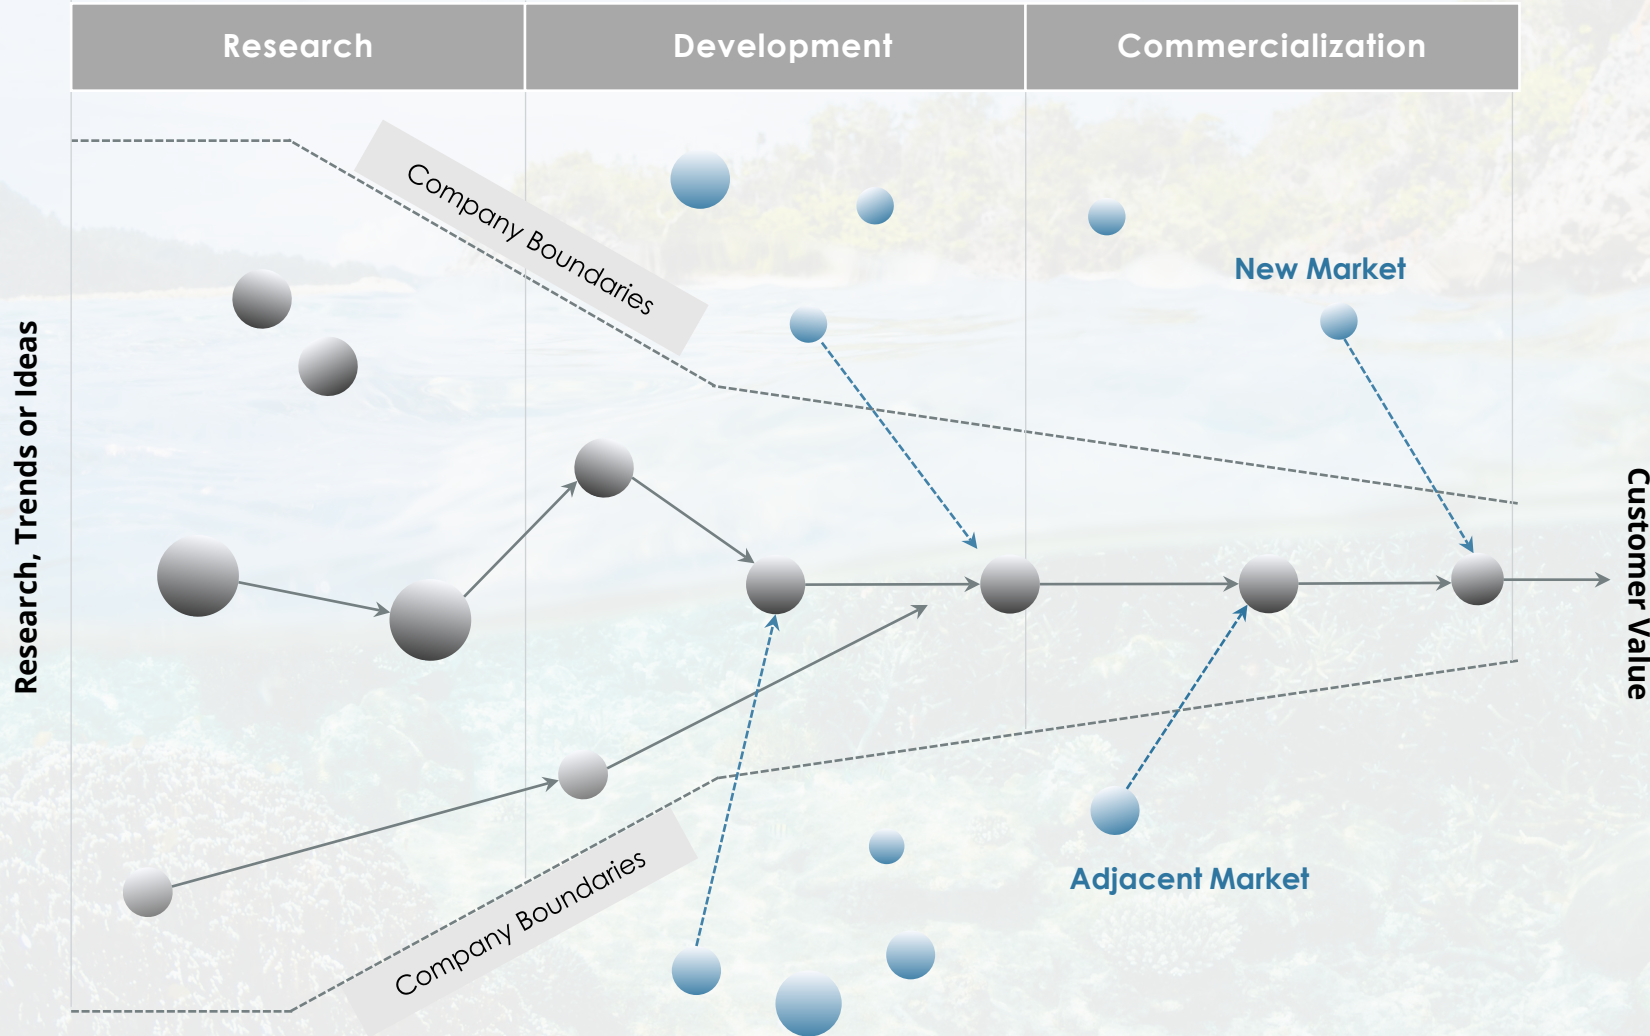 Research
Development
Commercialization
Company Boundaries
New Market
Research, Trends or Ideas
Customer Value
Adjacent Market
Company Boundaries